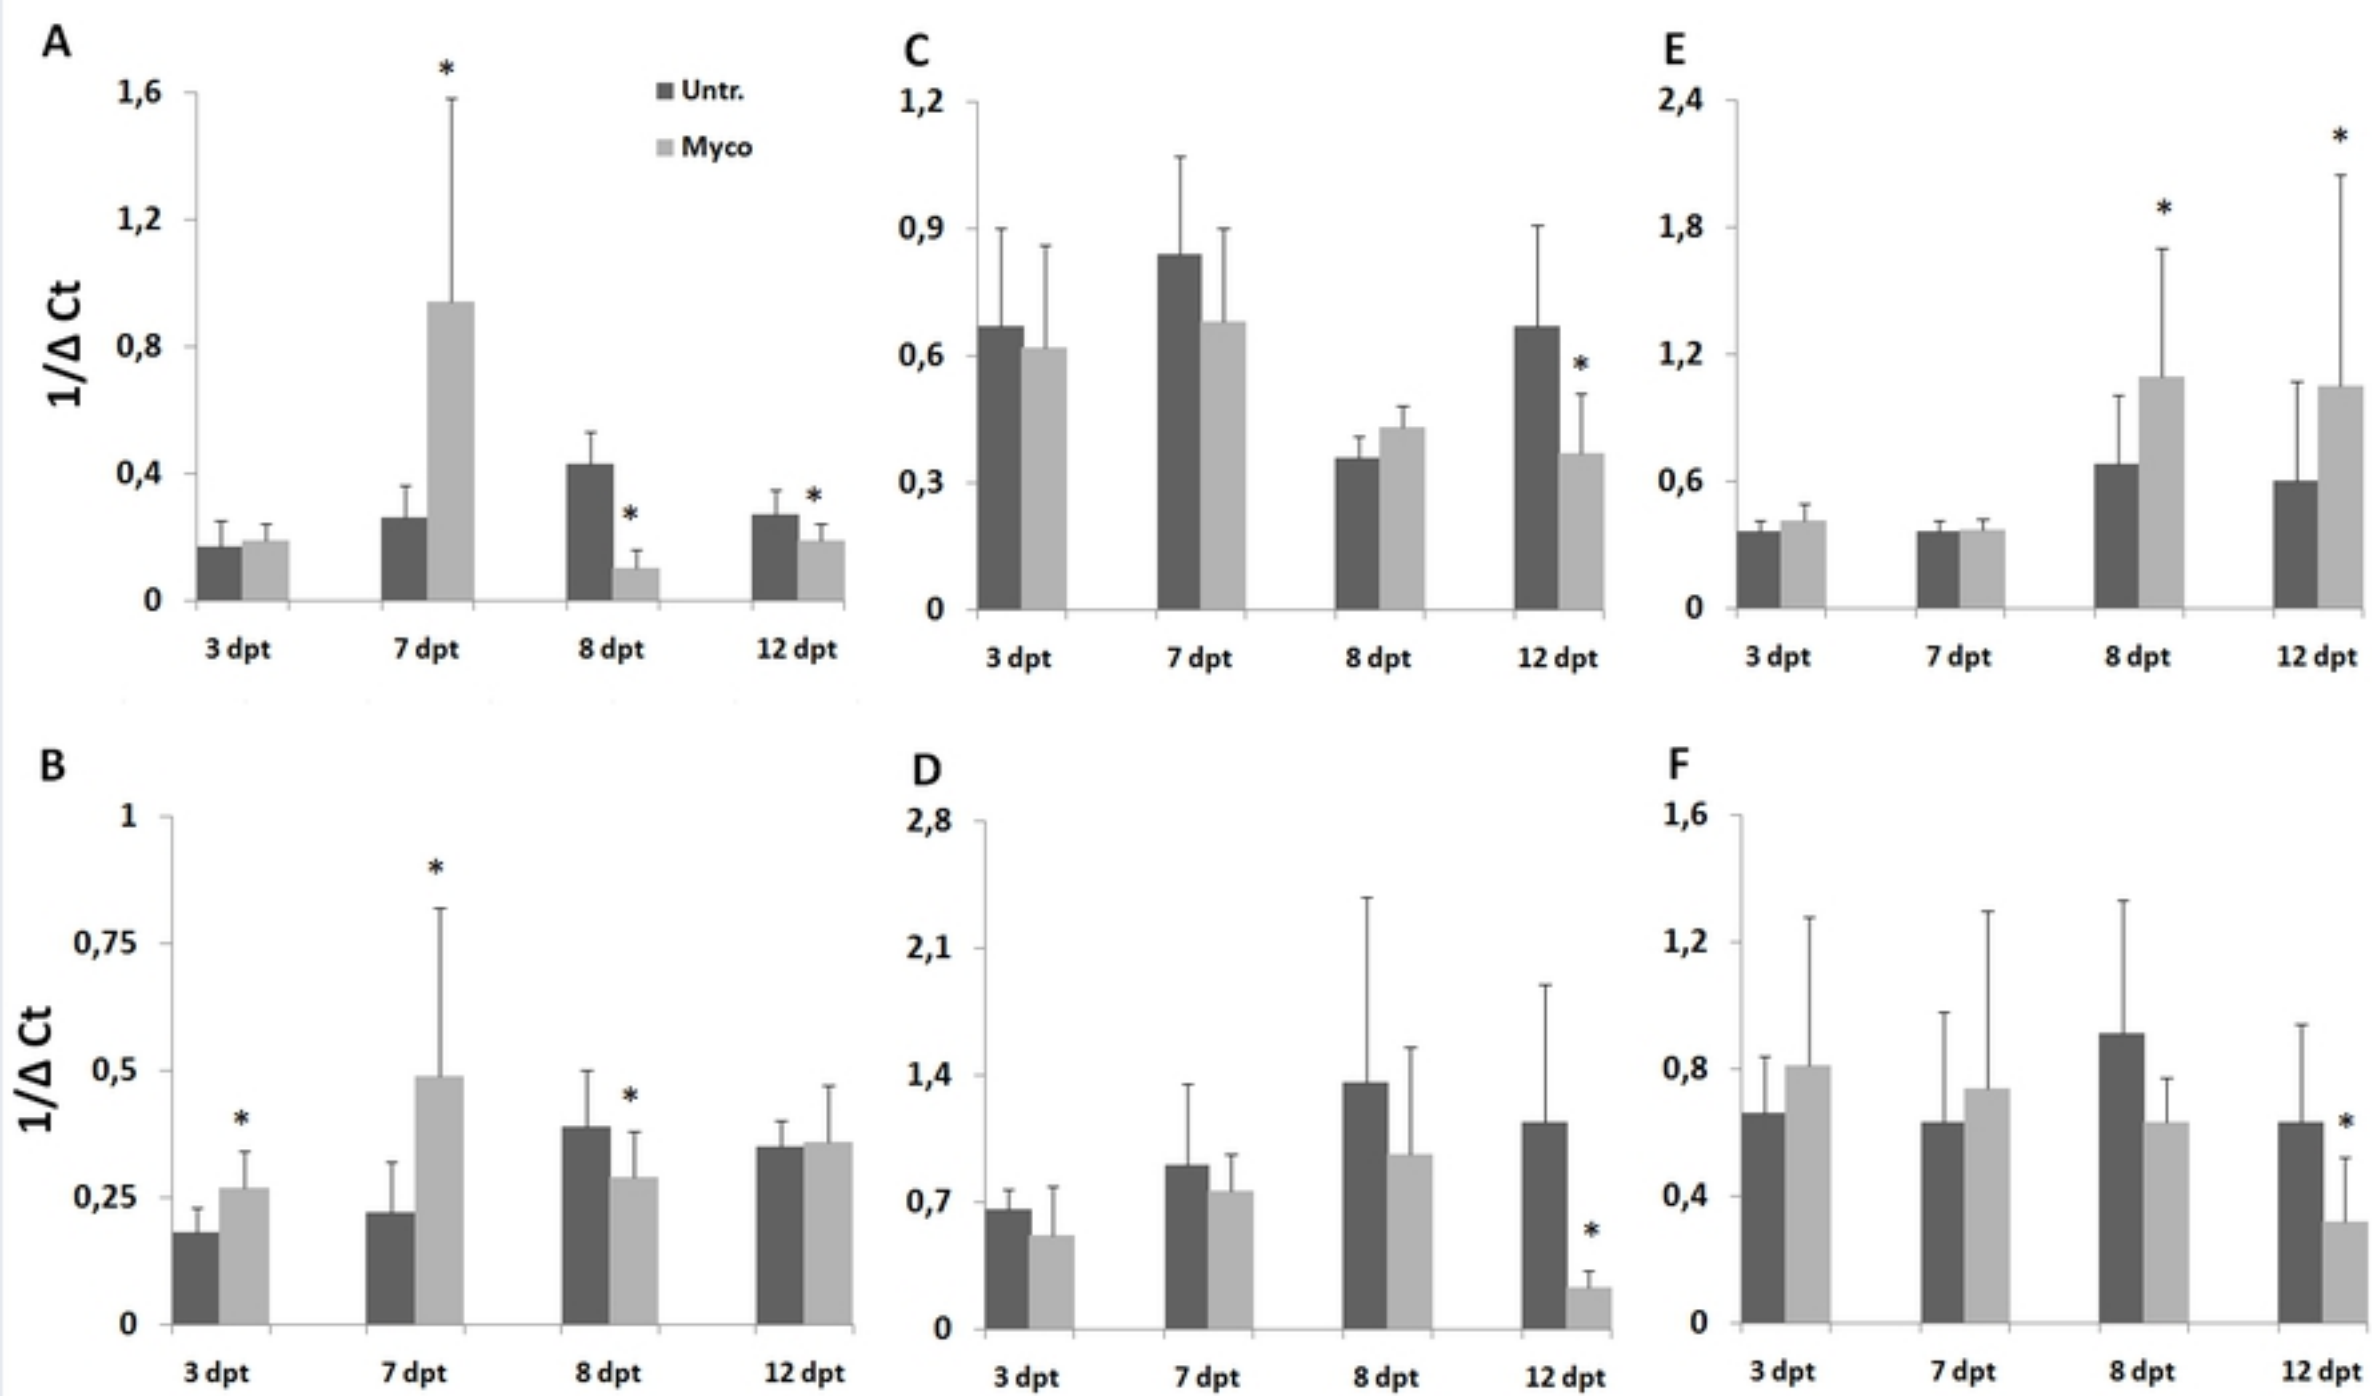 A
*
1,6
1,2
0,8
0,4
0
1/Δ Ct
Untr.
Myco
*
*
3 dpt 7 dpt 8 dpt 12 dpt
C
1,2
0,9
0,6
0,3
0
*
3 dpt 7 dpt 8 dpt 12 dpt
E
2,4
1,8
1,2
0,6
0
*
*
3 dpt 7 dpt 8 dpt 12 dpt
B
1
0,75
0,5
0,25
0
1/Δ Ct
*
*
*
3 dpt 7 dpt 8 dpt 12 dpt
D
2,8
2,1
1,4
0,7
0
*
3 dpt 7 dpt 8 dpt 12 dpt
F
1,6
1,2
0,8
0,4
0
*
3 dpt 7 dpt 8 dpt 12 dpt